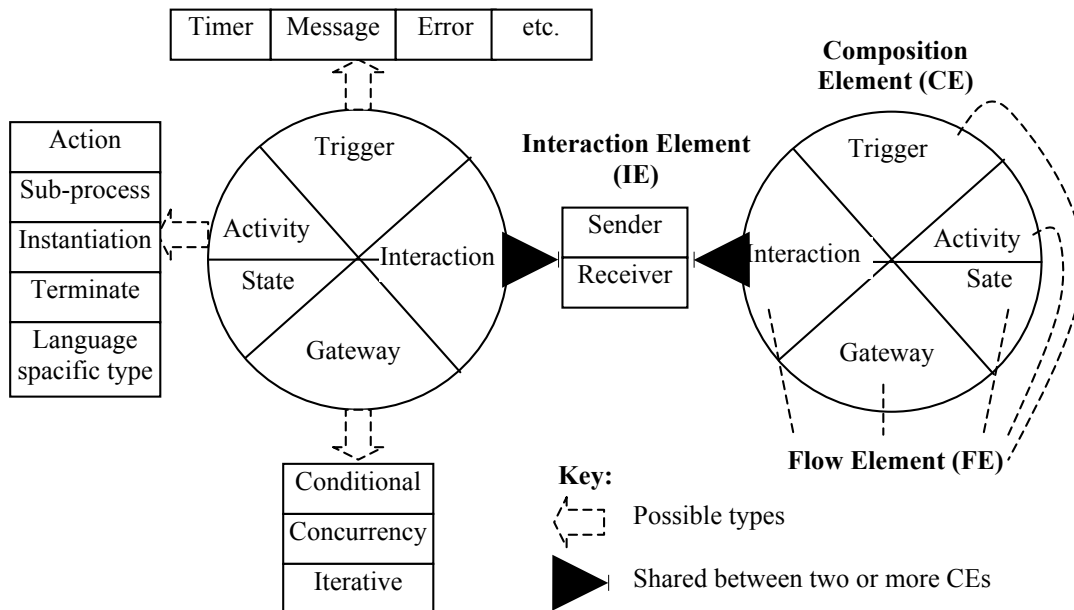 Timer
Message
Error
etc.
Composition
Element (CE)
Action
Sub-process
Instantiation
Terminate
Language
spacific type
Trigger
Activity
State
Interaction
Gateway
Interaction Element
(IE)
Sender
Receiver
Trigger
Interaction
Activity
Sate
Gateway
Flow Element (FE)
Conditional
Concurrency
Iterative
Key:
Possible types
Shared between two or more CEs